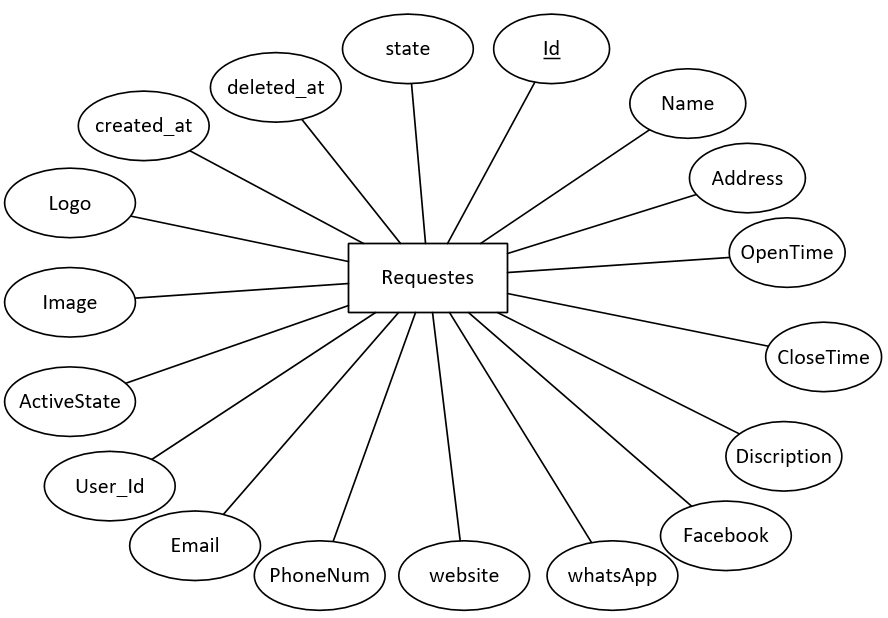 state
Id
deleted_at
Name
created_at
Address
Logo
OpenTime
Requestes
Image
CloseTime
ActiveState
Discription
User_Id
Facebook
Email
PhoneNum
website
whatsApp